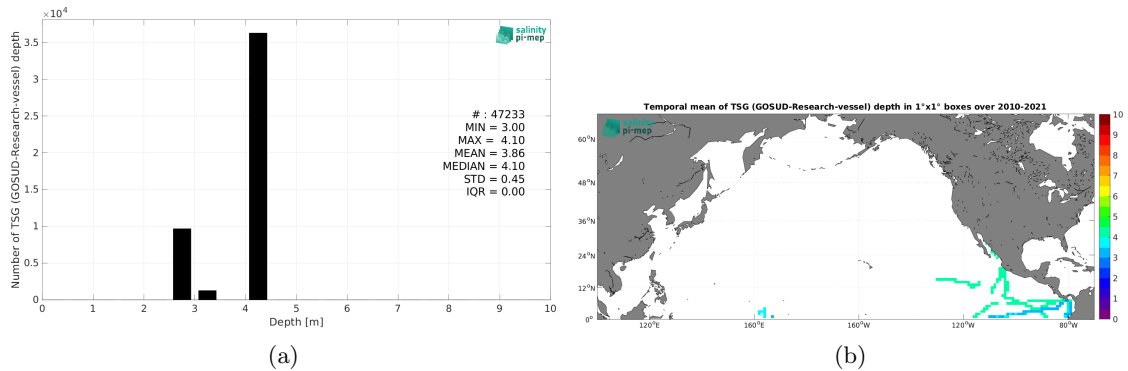 ×10⁴
3.5
3
2.5
2
1.5
1
0.5
0
Number of TSG (GOSUD-Research-vessel) depth
salinity
pi-mep
# : 47233
MIN = 3.00
MAX = 4.10
MEAN = 3.86
MEDIAN = 4.10
STD = 0.45
IQR = 0.00
0 1 2 3 4 5 6 7 8 9 10
Depth [m]
(a)
Temporal mean of TSG (GOSUD-Research-vessel) depth in 1°x1° boxes over 2010-2021
salinity
pi-mep
60°N
48°N
36°N
24°N
12°N
0°
120°E 160°E 160°W 120°W 80°W
10
9
8
7
6
5
4
3
2
1
0
(b)